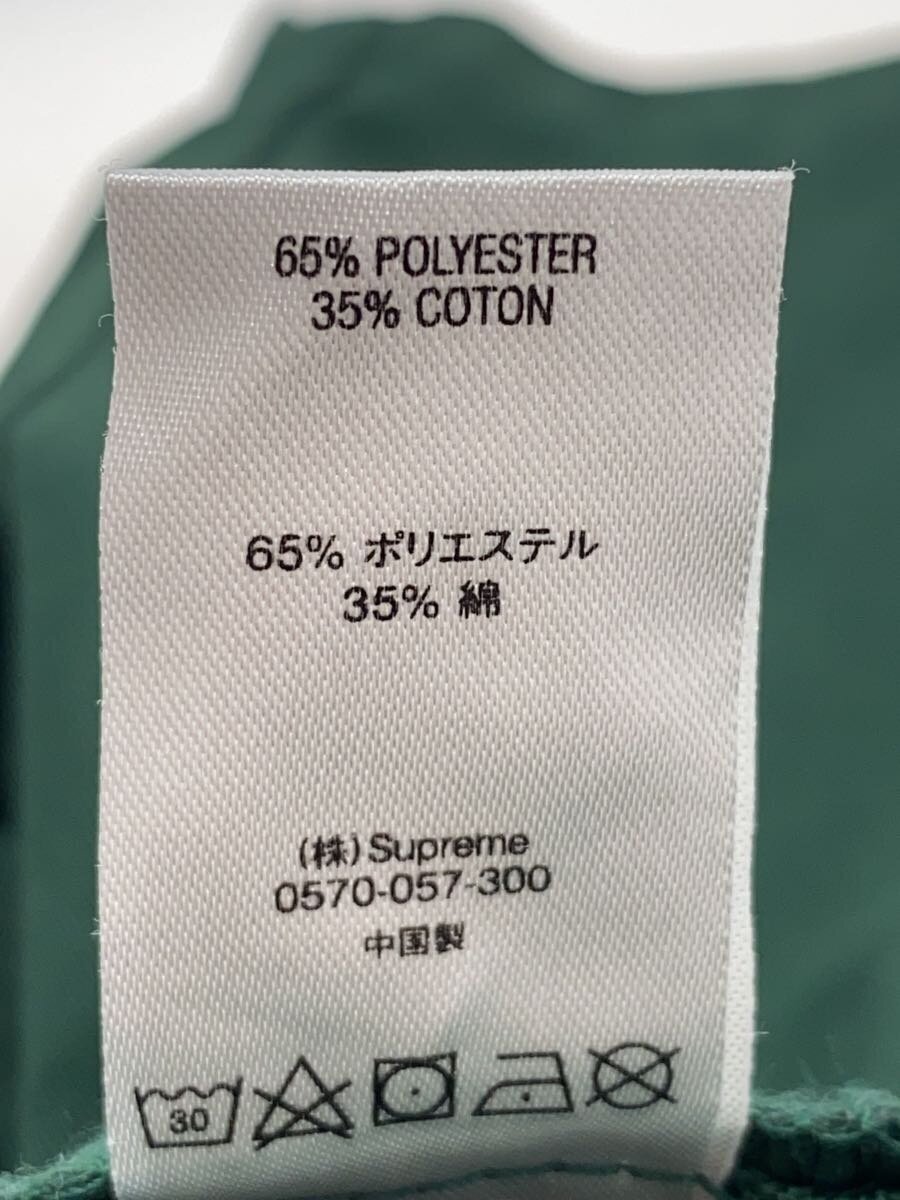 65% POLYESTER
35% COTON
65% ポリエステル
35% 綿
(株)Supreme
0570-057-300
中国製
30